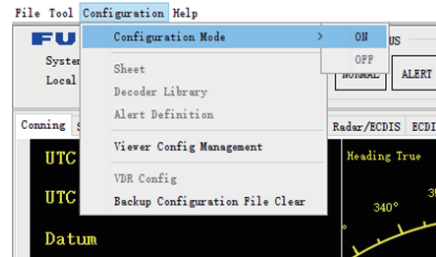 File Tool Configuration Help
FU
Configuration Mode > ON
US
OFF
System
Sheet
Local
NORMAL ALERT
Decoder Library
Alert Definition
Conning
Radar/ECDIS ECDI
Viewer Config Management
UTC
Heading True
VDR Config
UTC
340°
Backup Configuration File Clear
Datum